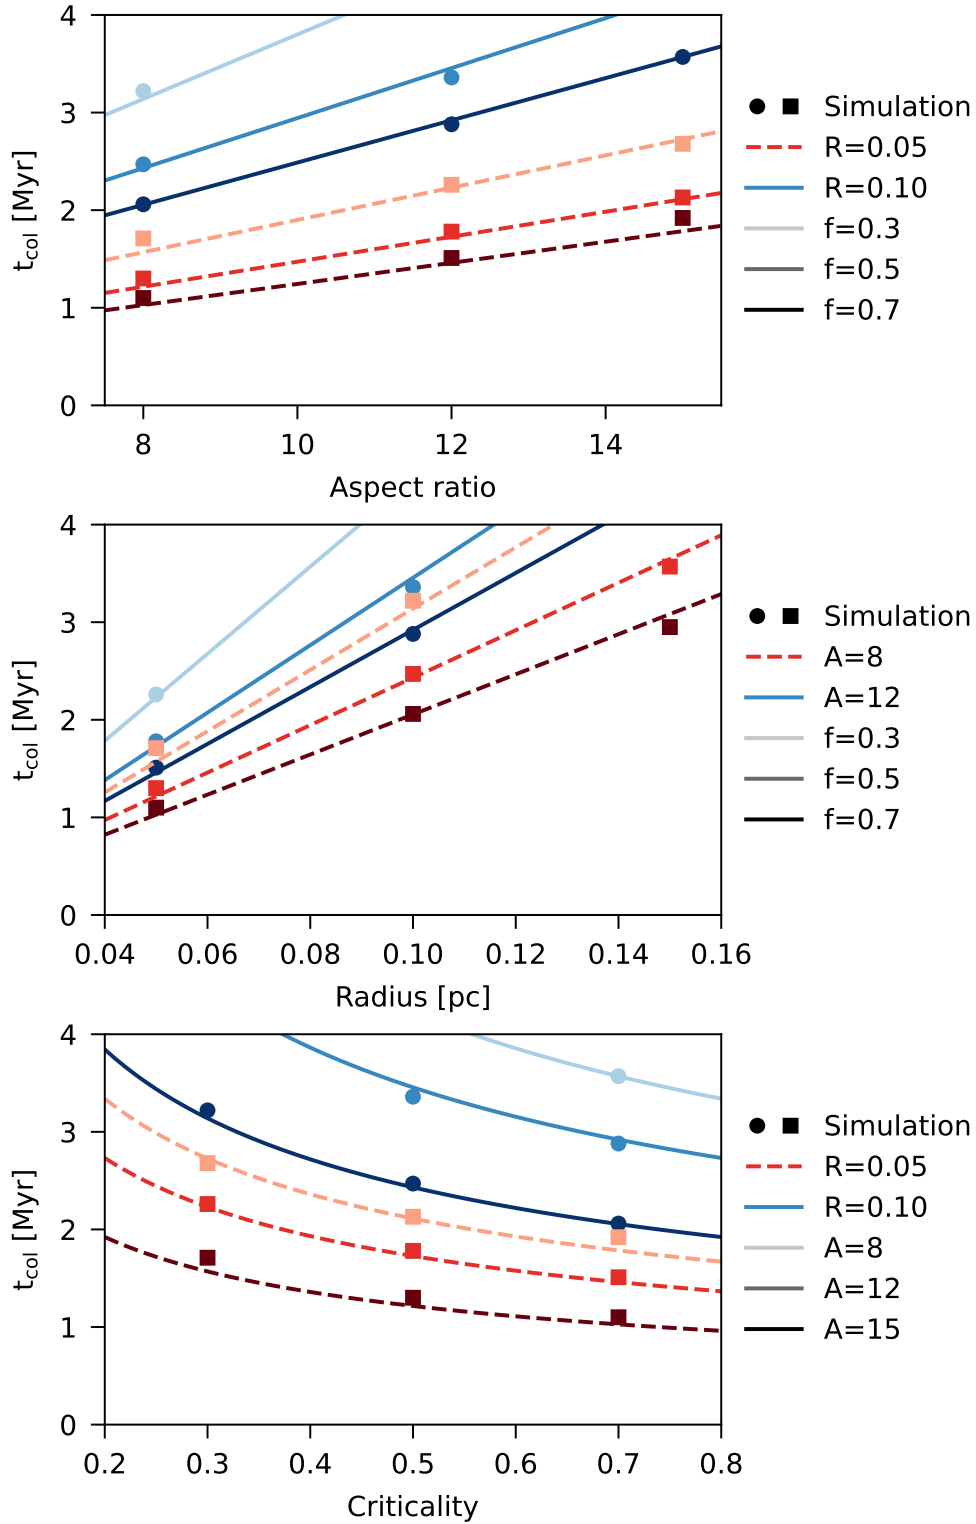 4
3
2
1
0
t_col [Myr]
8
10
12
14
Aspect ratio
Simulation
R=0.05
R=0.10
f=0.3
f=0.5
f=0.7
4
3
2
1
0
t_col [Myr]
0.04
0.06
0.08
0.10
0.12
0.14
0.16
Radius [pc]
Simulation
A=8
A=12
f=0.3
f=0.5
f=0.7
4
3
2
1
0
t_col [Myr]
0.2
0.3
0.4
0.5
0.6
0.7
0.8
Criticality
Simulation
R=0.05
R=0.10
A=8
A=12
A=15